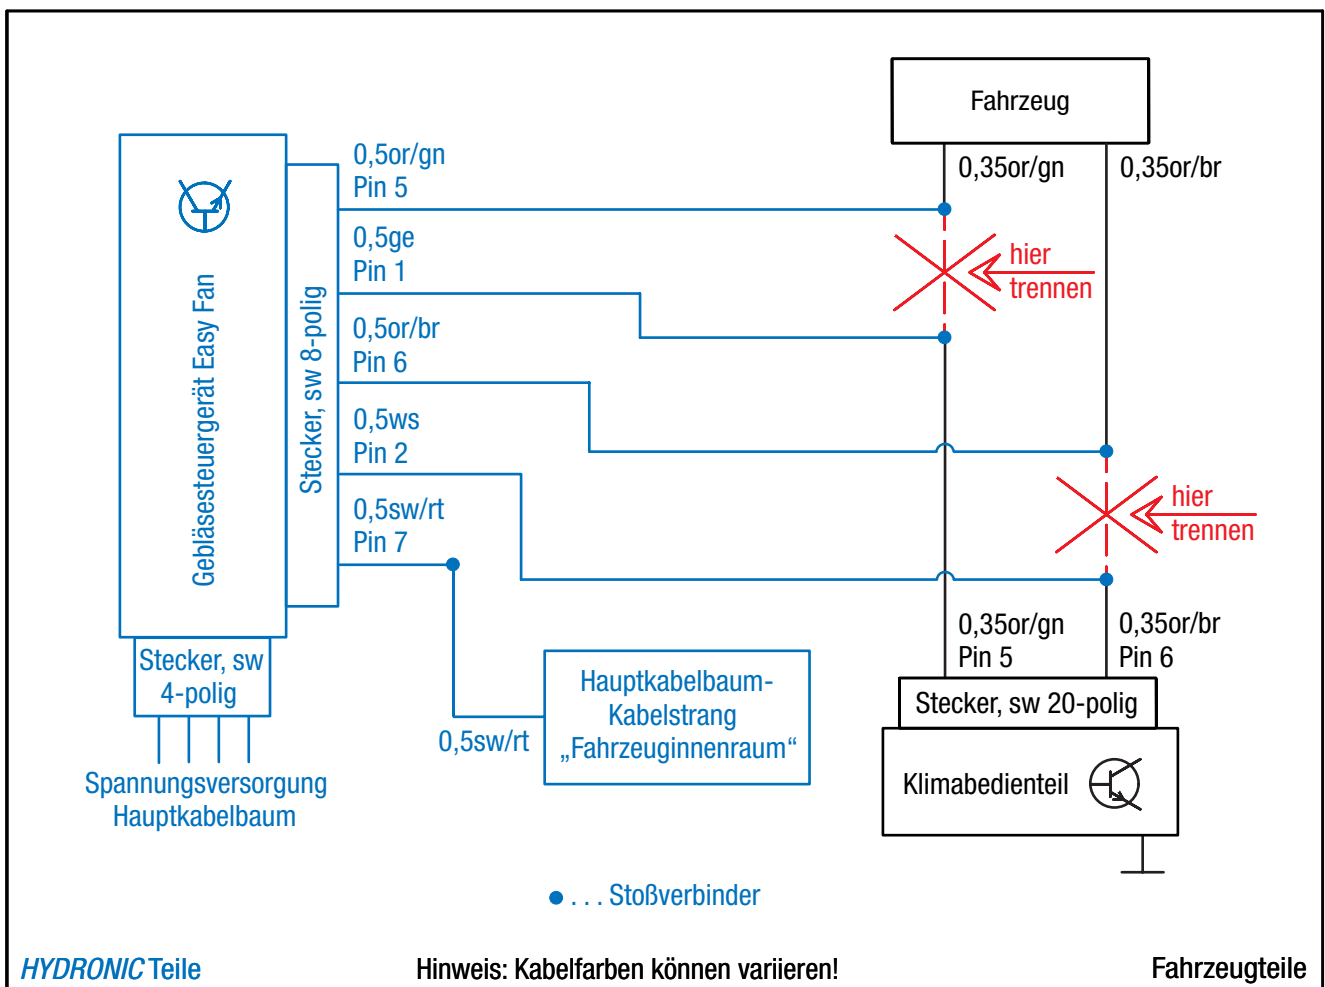 Fahrzeug
0,35or/gn
0,35or/br
0,5or/gn
Pin 5
0,5ge
Pin 1
0,5or/br
Pin 6
0,5ws
Pin 2
0,5sw/rt
Pin 7
Gebläsesteuergerät Easy Fan
Stecker, sw 8-polig
hier
trennen
hier
trennen
0,35or/gn
Pin 5
0,35or/br
Pin 6
Stecker, sw
4-polig
Hauptkabelbaum-
Kabelstrang
„Fahrzeuginnenraum“
0,5sw/rt
Stecker, sw 20-polig
Klimabedienteil
Spannungsversorgung
Hauptkabelbaum
. . . Stoßverbinder
HYDRONIC Teile
Hinweis: Kabelfarben können variieren!
Fahrzeugteile